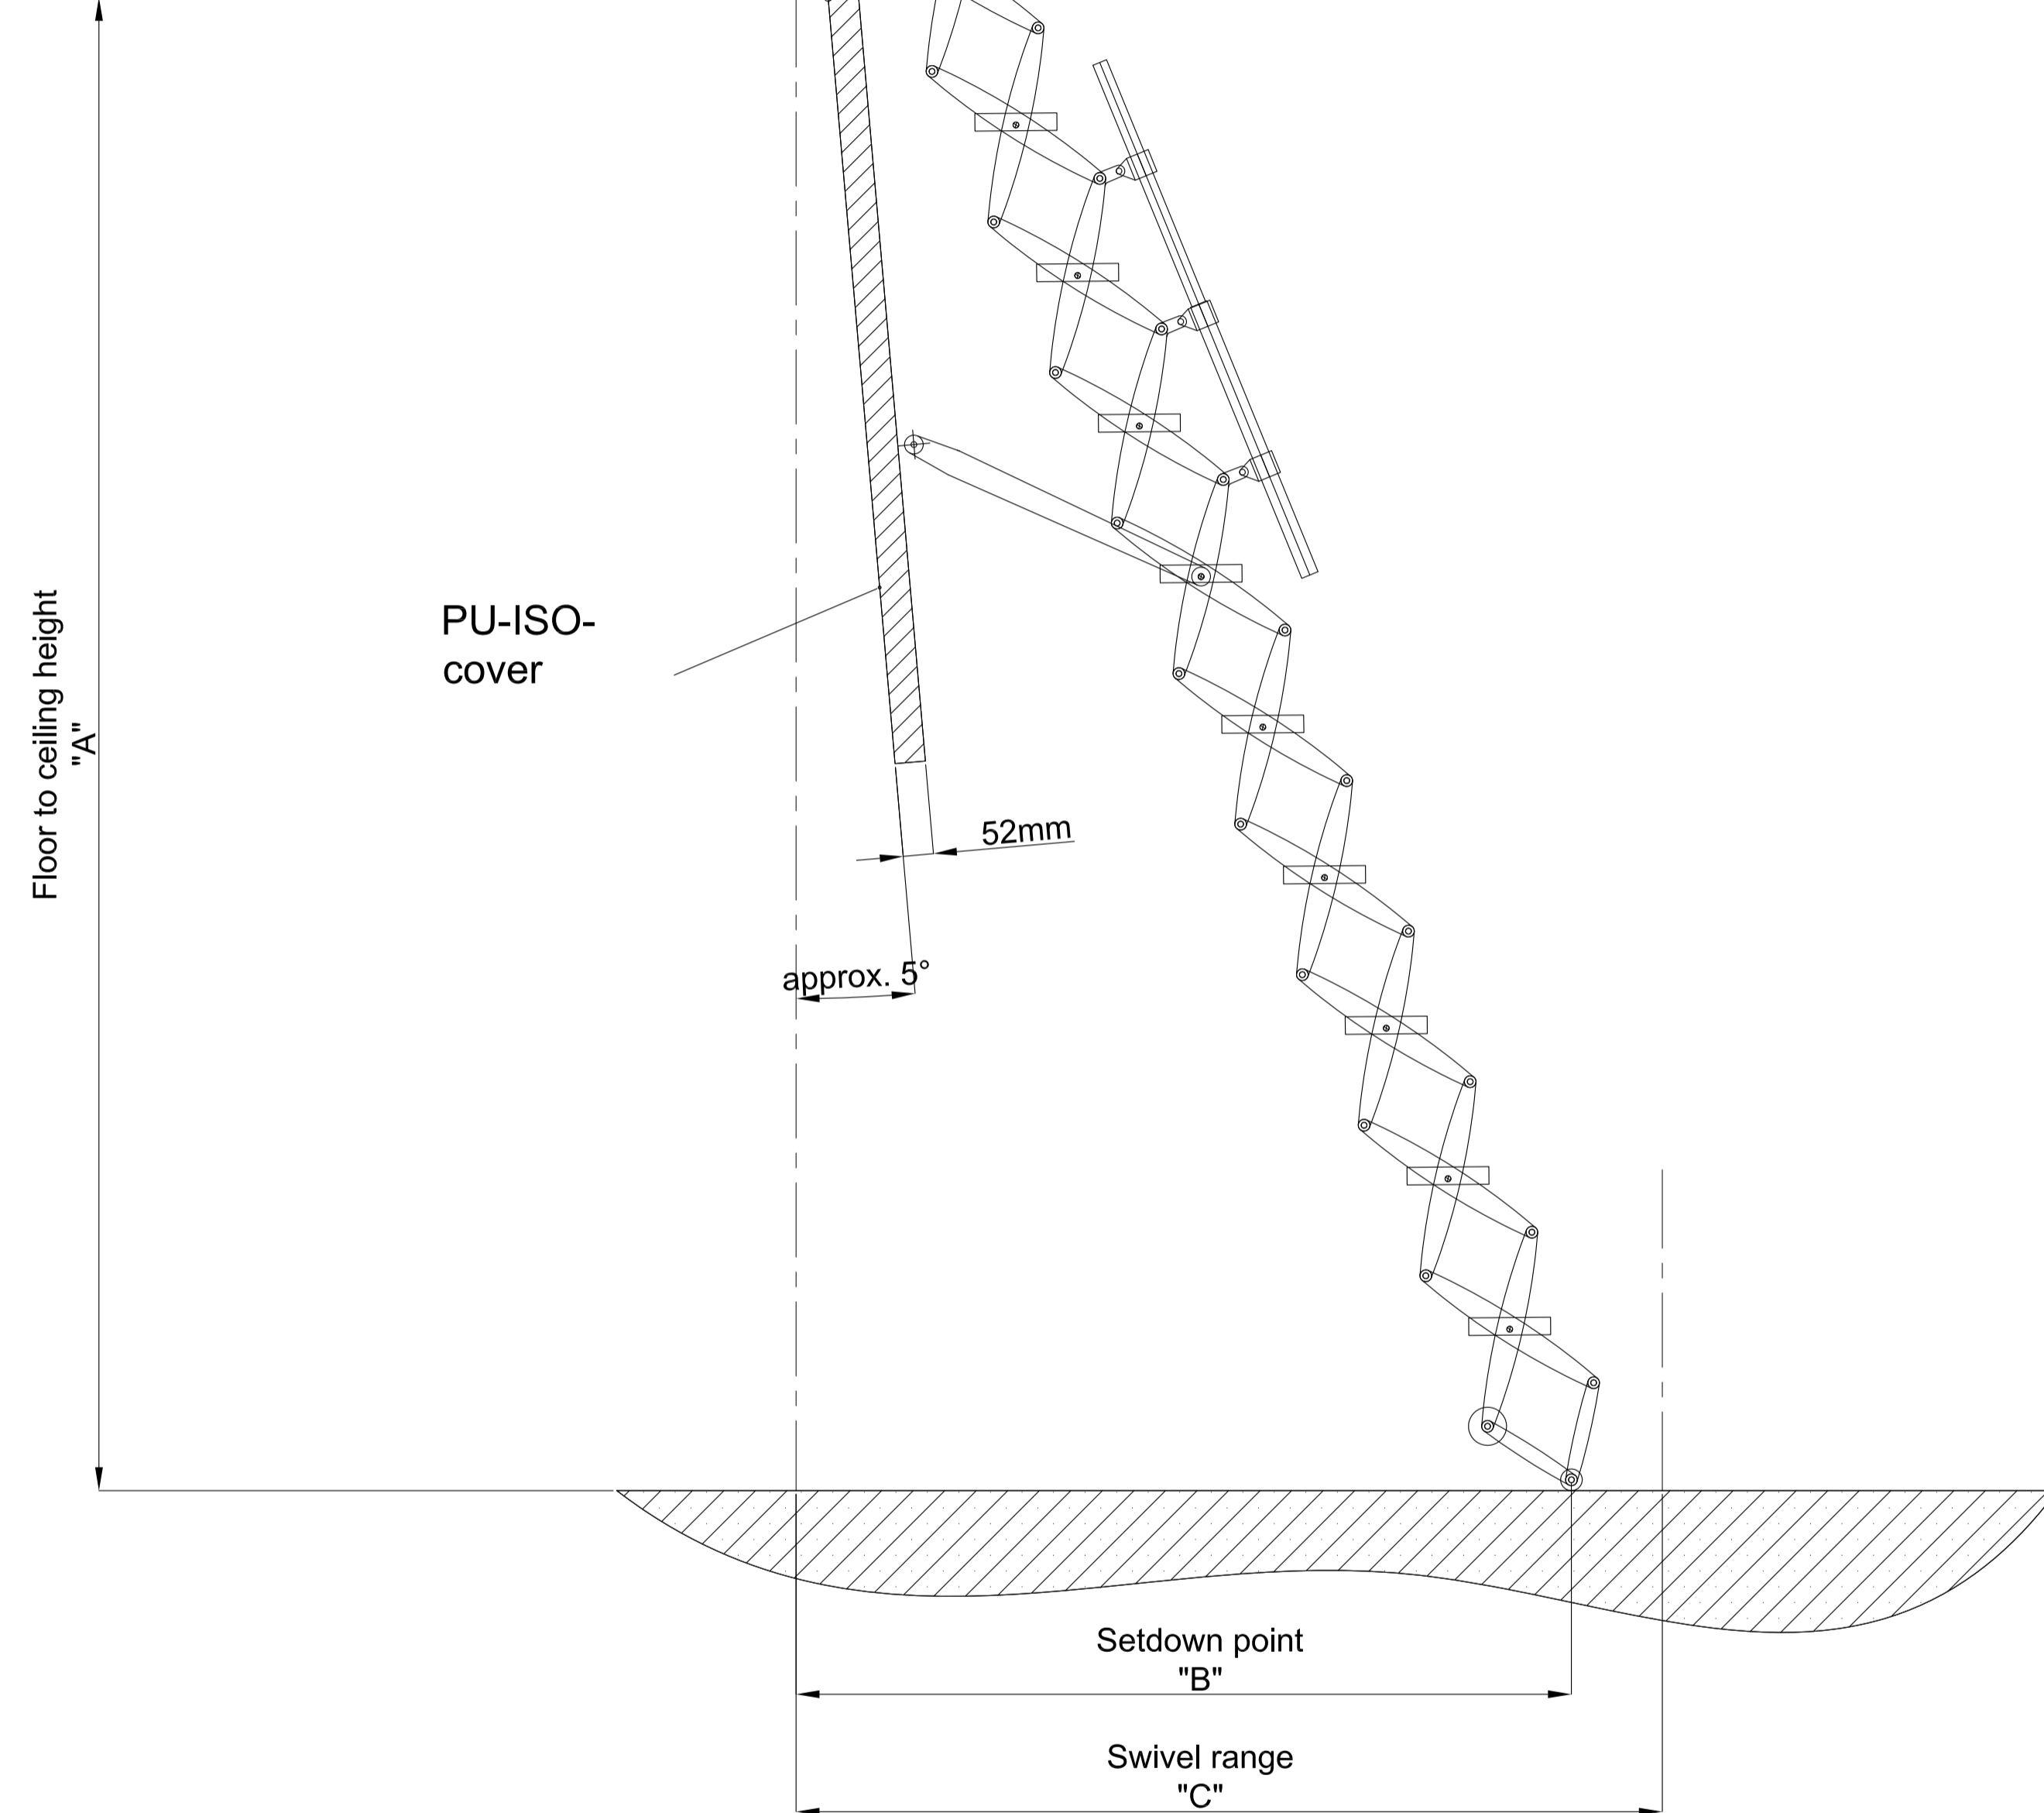 Floor to ceiling height
"A"
PU-ISO-
cover
52mm
approx. 5°
Setdown point
"B"
Swivel range
"C"